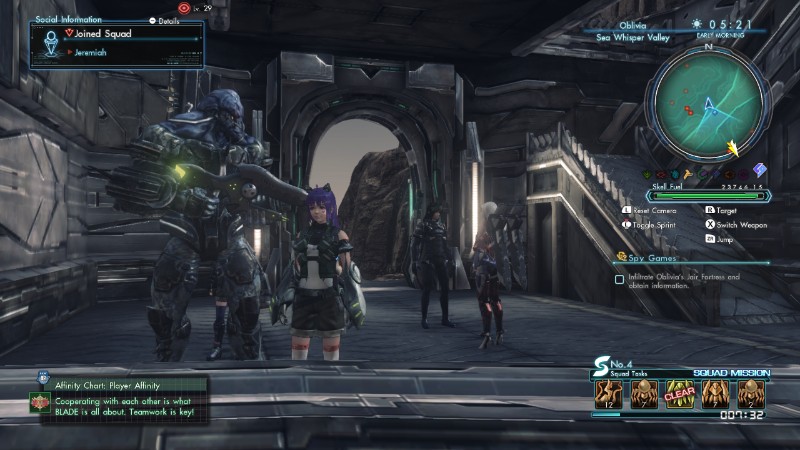 Lv. 29
Social Information
Details
Joined Squad
Jeremiah
Oblivia
05:21
Sea Whisper Valley
EARLY MORNING
N
Skell Fuel
L Reset Camera
R Target
L Toggle Sprint
X Switch Weapon
ZR Jump
Spy Games
Infiltrate Oblivia's Jair Fortress and
obtain information.
Affinity Chart: Player Affinity
Cooperating with each other is what
BLADE is all about. Teamwork is key!
No.4
Squad Tasks
SQUAD MISSION
12
CLEAR
007:32